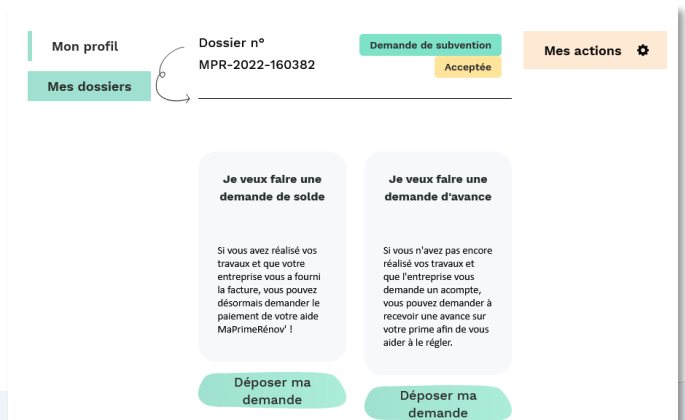 Mon profil
Mes dossiers
Dossier n°
MPR-2022-160382
Demande de subvention
Acceptée
Mes actions
Je veux faire une
demande de solde
Si vous avez réalisé vos
travaux et que votre
entreprise vous a fourni
la facture, vous pouvez
désormais demander le
paiement de votre aide
MaPrimeRénov' !
Déposer ma
demande
Je veux faire une
demande d'avance
Si vous n'avez pas encore
réalisé vos travaux et
que l'entreprise vous
demande un acompte,
vous pouvez demander à
recevoir une avance sur
votre prime afin de vous
aider à le régler.
Déposer ma
demande